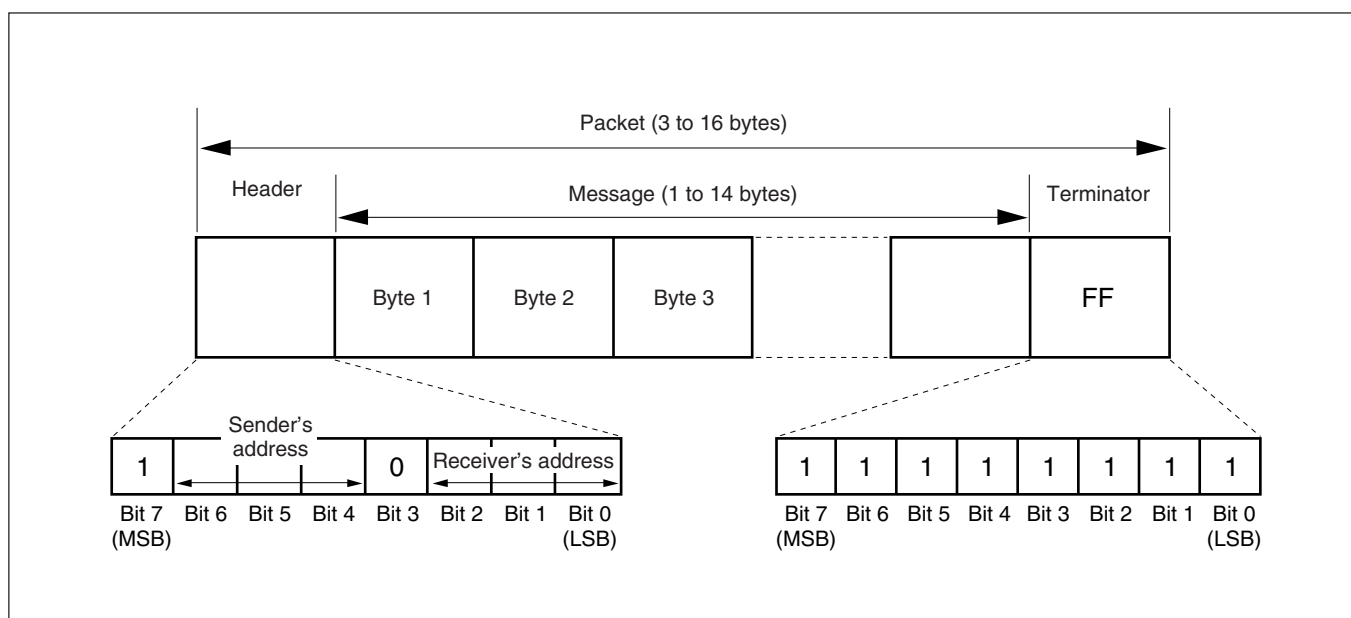 Packet (3 to 16 bytes)
Header
Message (1 to 14 bytes)
Terminator
Byte 1
Byte 2
Byte 3
FF
Sender’s
address
1
0
Receiver’s address
Bit 7
(MSB)
Bit 6
Bit 5
Bit 4
Bit 3
Bit 2
Bit 1
Bit 0
(LSB)
1 1 1 1 1 1 1 1
Bit 7
(MSB)
Bit 6
Bit 5
Bit 4
Bit 3
Bit 2
Bit 1
Bit 0
(LSB)